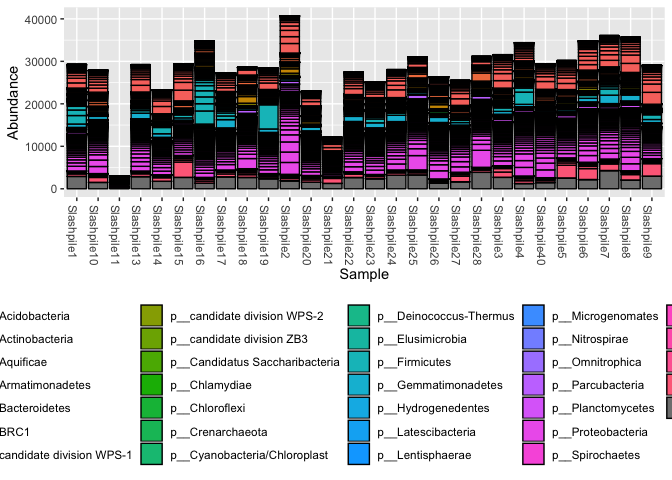 40000
30000
20000
10000
0
Abundance
Slashpile1
Slashpile10
Slashpile11
Slashpile13
Slashpile14
Slashpile15
Slashpile16
Slashpile17
Slashpile18
Slashpile19
Slashpile2
Slashpile20
Slashpile21
Slashpile22
Slashpile23
Slashpile24
Slashpile25
Slashpile26
Slashpile27
Slashpile28
Slashpile3
Slashpile4
Slashpile40
Slashpile5
Slashpile6
Slashpile7
Slashpile8
Slashpile9
Sample
Acidobacteria
Actinobacteria
Aquificae
Armatimonadetes
Bacteroidetes
BRC1
candidate division WPS-1
p__candidate division WPS-2
p__candidate division ZB3
p__Candidatus Saccharibacteria
p__Chlamydiae
p__Chloroflexi
p__Crenarchaeota
p__Cyanobacteria/Chloroplast
p__Deinococcus-Thermus
p__Elusimicrobia
p__Firmicutes
p__Gemmatimonadetes
p__Hydrogenedentes
p__Latescibacteria
p__Lentisphaerae
p__Microgenomates
p__Nitrospirae
p__Omnitrophica
p__Parcubacteria
p__Planctomycetes
p__Proteobacteria
p__Spirochaetes